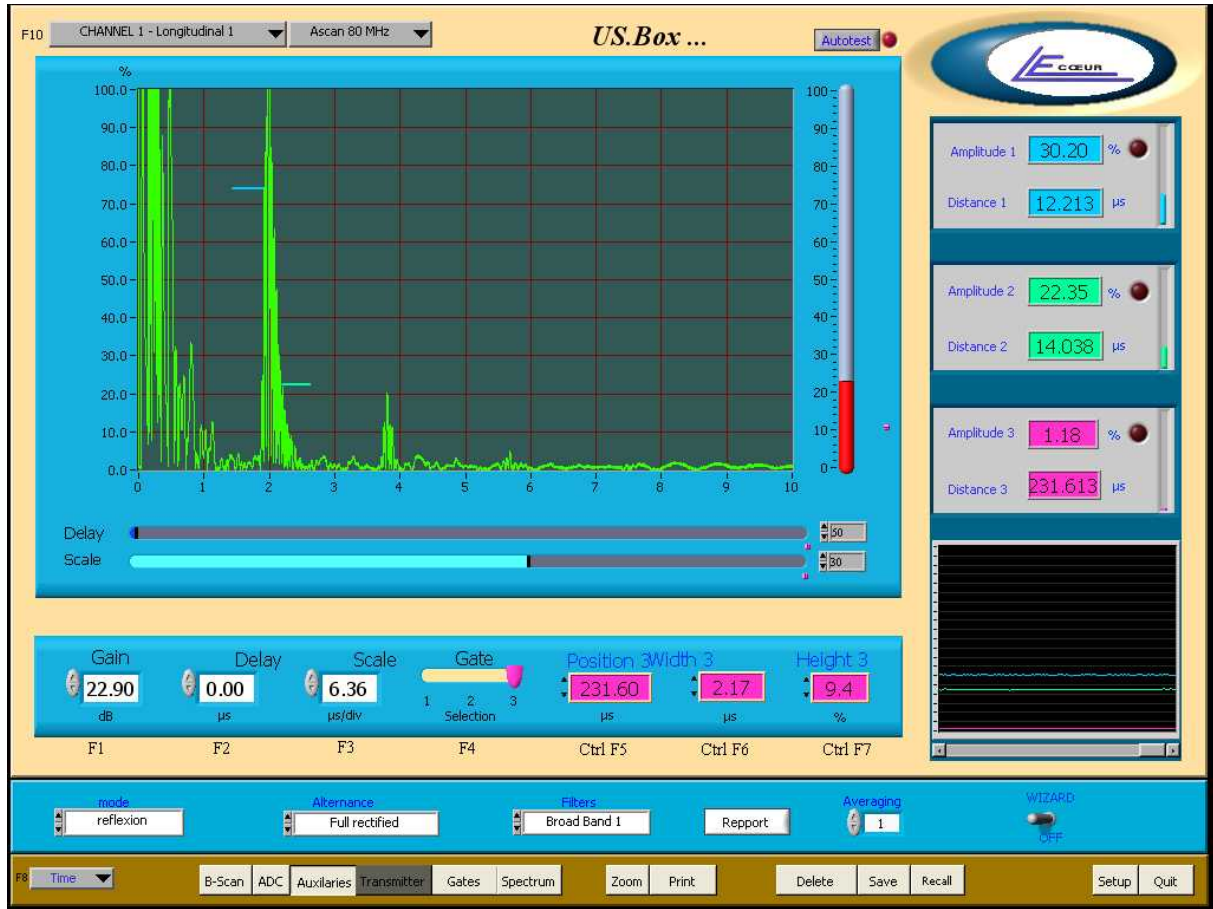 F10 CHANNEL 1 - Longitudinal 1 Ascan 80 MHz US.Box ... Autotest
LE CŒUR
%
100.0
90.0
80.0
70.0
60.0
50.0
40.0
30.0
20.0
10.0
0.0
0 1 2 3 4 5 6 7 8 9 10
100
90
80
70
60
50
40
30
20
10
0
Amplitude 1 30.20 %
Distance 1 12.213 µs
Amplitude 2 22.35 %
Distance 2 14.038 µs
Amplitude 3 1.18 %
Distance 3 231.613 µs
Delay 50
Scale 30
Gain Delay Scale Gate Position 3 Width 3 Height 3
22.90 0.00 6.36 231.60 2.17 9.4
1 2 3
dB µs µs/div Selection µs µs %
F1 F2 F3 F4 Ctrl F5 Ctrl F6 Ctrl F7
mode Alternance Filters Averaging WIZARD
reflexion Full rectified Broad Band 1 Repport 1
OFF
F8 Time B-Scan ADC Auxilaries Transmitter Gates Spectrum Zoom Print Delete Save Recall Setup Quit